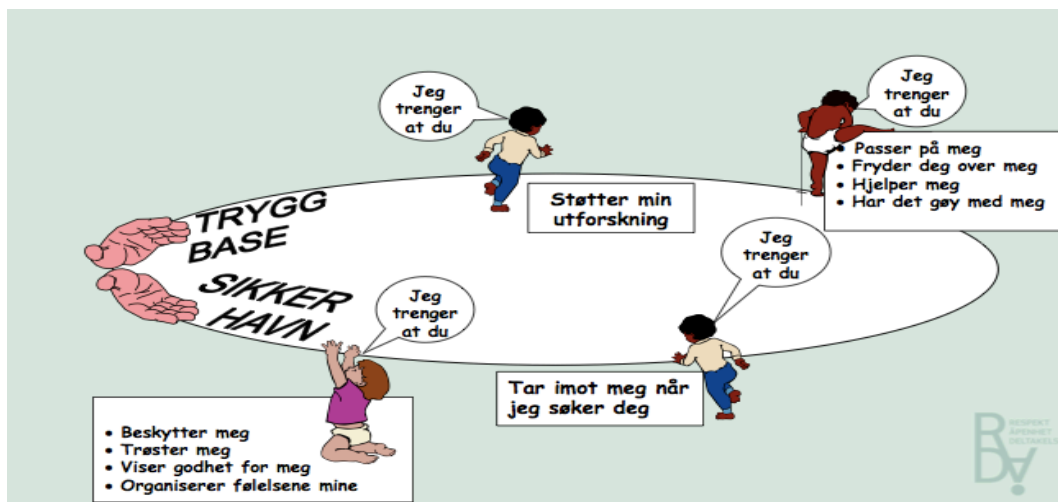 Jeg
trenger
at du
Jeg
trenger
at du
• Passer på meg
• Fryder deg over meg
• Hjelper meg
• Har det gøy med meg
Støtter min
utforskning
TRYGG
BASE
SIKKER
HAVN
Jeg
trenger
at du
Jeg
trenger
at du
Tar imot meg når
jeg søker deg
• Beskytter meg
• Trøster meg
• Viser godhet for meg
• Organiserer følelsene mine
RESPEKT
ÅPENHET
DELTAKELSE